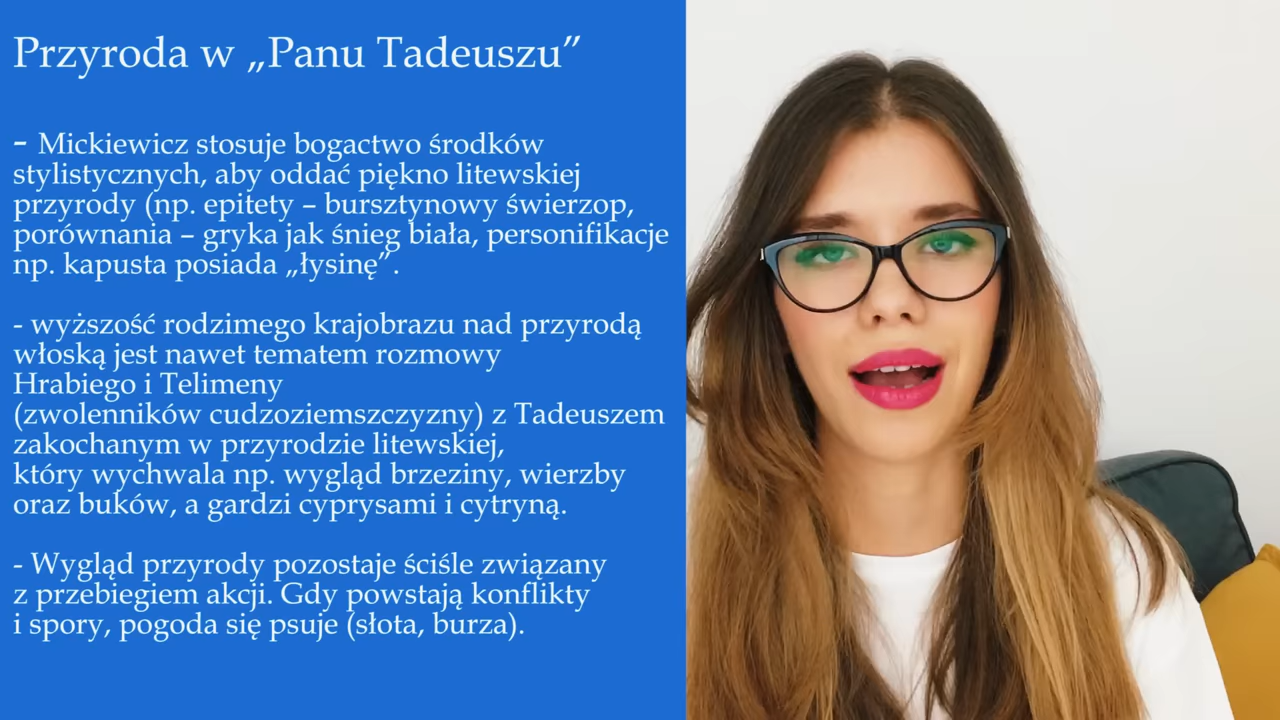 Przyroda w „Panu Tadeuszu”
- Mickiewicz stosuje bogactwo środków
stylistycznych, aby oddać piękno litewskiej
przyrody (np. epitety – bursztynowy świerzop,
porównania – gryka jak śnieg biała, personifikacje
np. kapusta posiada „łysinę”.
- wyższość rodzimego krajobrazu nad przyrodą
włoską jest nawet tematem rozmowy
Hrabiego i Telimeny
(zwolenników cudzoziemszczyzny) z Tadeuszem
zakochanym w przyrodzie litewskiej,
który wychwala np. wygląd brzeziny, wierzby
oraz buków, a gardzi cyprysami i cytryną.
- Wygląd przyrody pozostaje ściśle związany
z przebiegiem akcji. Gdy powstają konflikty
i spory, pogoda się psuje (słota, burza).